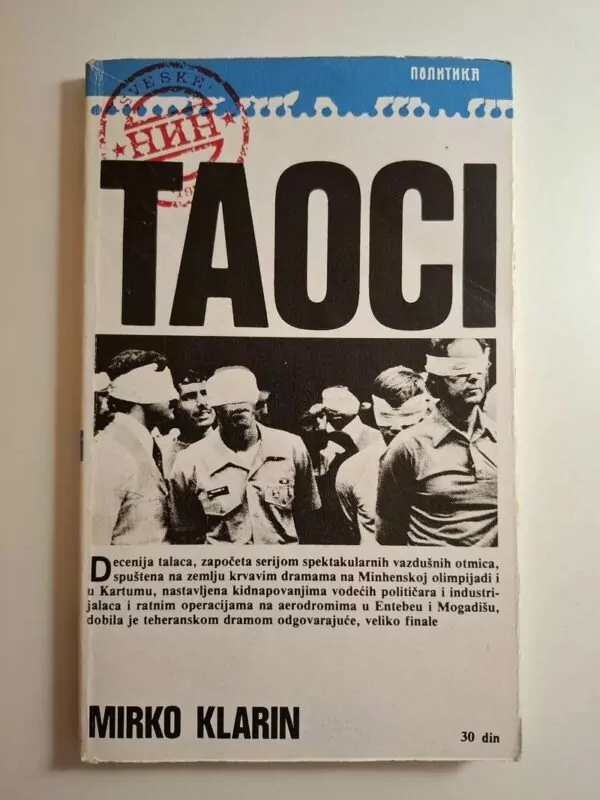 ПОЛИТИКА
SVESKE
НИН
TAOCI
Decenija talaca, započeta serijom spektakularnih vazdušnih otmica,
spuštena na zemlju krvavim dramama na Minhenskoj olimpijadi i
u Kartumu, nastavljena kidnapovanjima vodećih političara i industri-
jalaca i ratnim operacijama na aerodromima u Entebeu i Mogadišu,
dobila je teheranskom dramom odgovarajuće, veliko finale
MIRKO KLARIN
30 din